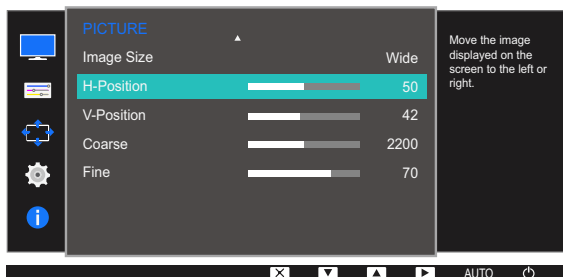 PICTURE
Image Size Wide
H-Position 50
V-Position 42
Coarse 2200
Fine 70
Move the image
displayed on the
screen to the left or
right.
AUTO